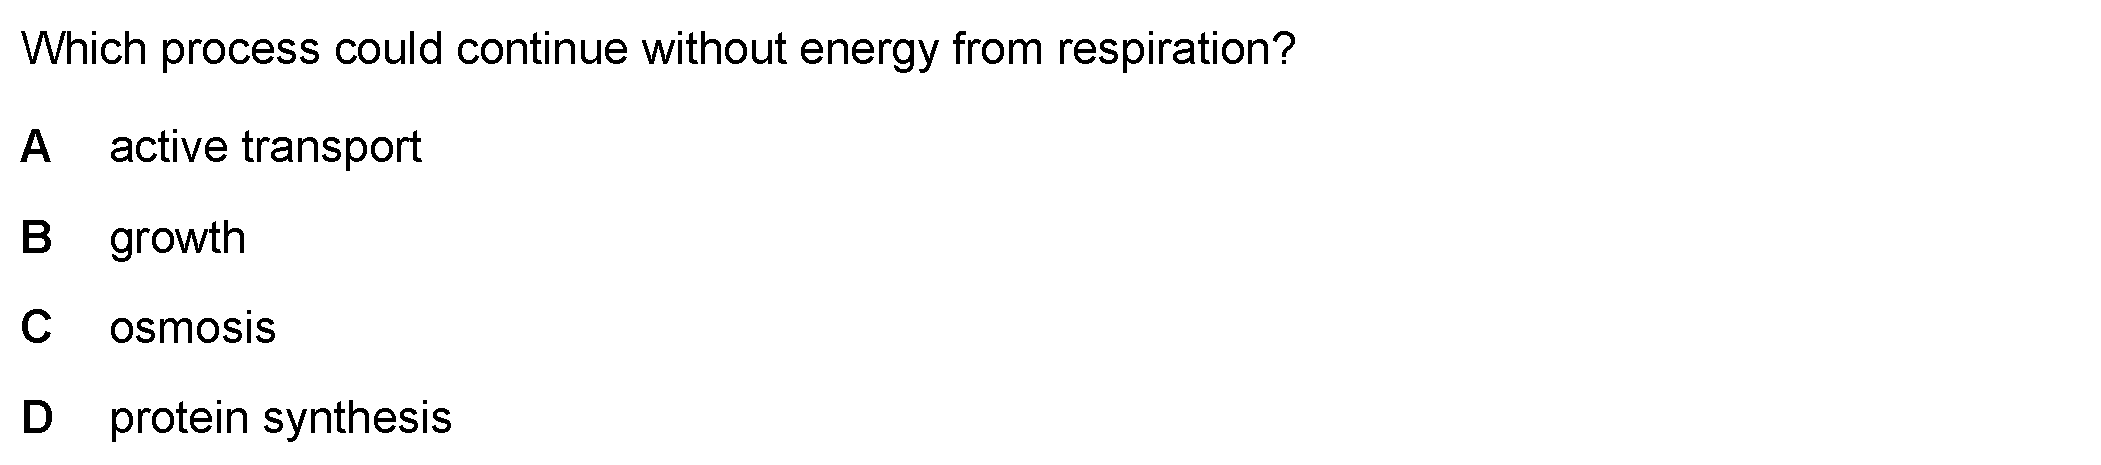 Which process could continue without energy from respiration?
A active transport
B growth
C osmosis
D protein synthesis